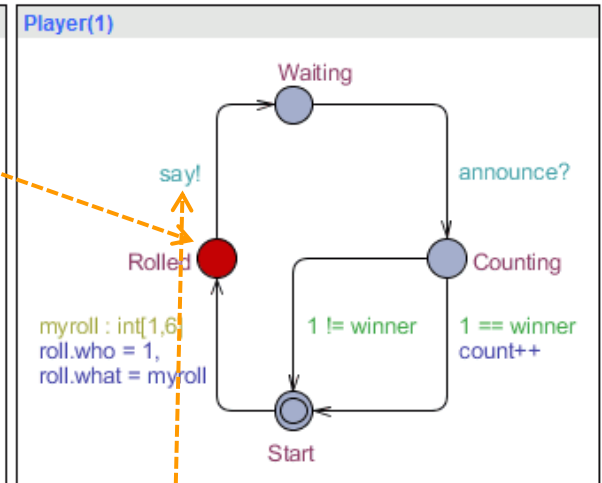 Player(1)
Waiting
say!
announce?
Rolled
Counting
myroll : int[1,6]
roll.who = 1,
roll.what = myroll
1 != winner
1 == winner
count++
Start